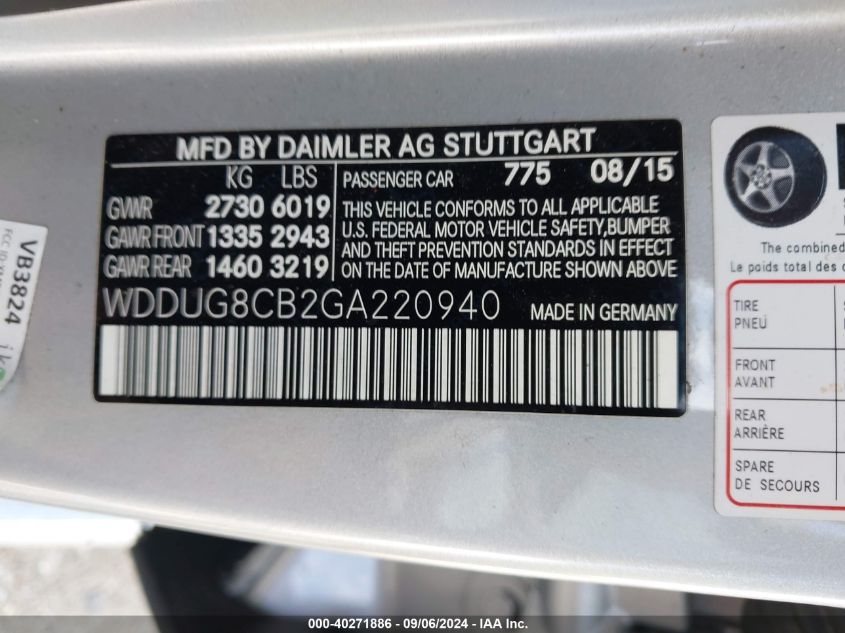 MFD BY DAIMLER AG STUTTGART
KG LBS
GVWR 2730 6019
GAWR FRONT 1335 2943
GAWR REAR 1460 3219
PASSENGER CAR 775 08/15
THIS VEHICLE CONFORMS TO ALL APPLICABLE
U.S. FEDERAL MOTOR VEHICLE SAFETY,BUMPER
AND THEFT PREVENTION STANDARDS IN EFFECT
ON THE DATE OF MANUFACTURE SHOWN ABOVE
WDDUG8CB2GA220940 MADE IN GERMANY
VB3824
FCC ID
The combined
Le poids total des
TIRE
PNEU
FRONT
AVANT
REAR
ARRIÈRE
SPARE
DE SECOURS
000-40271886 - 09/06/2024 - IAA Inc.